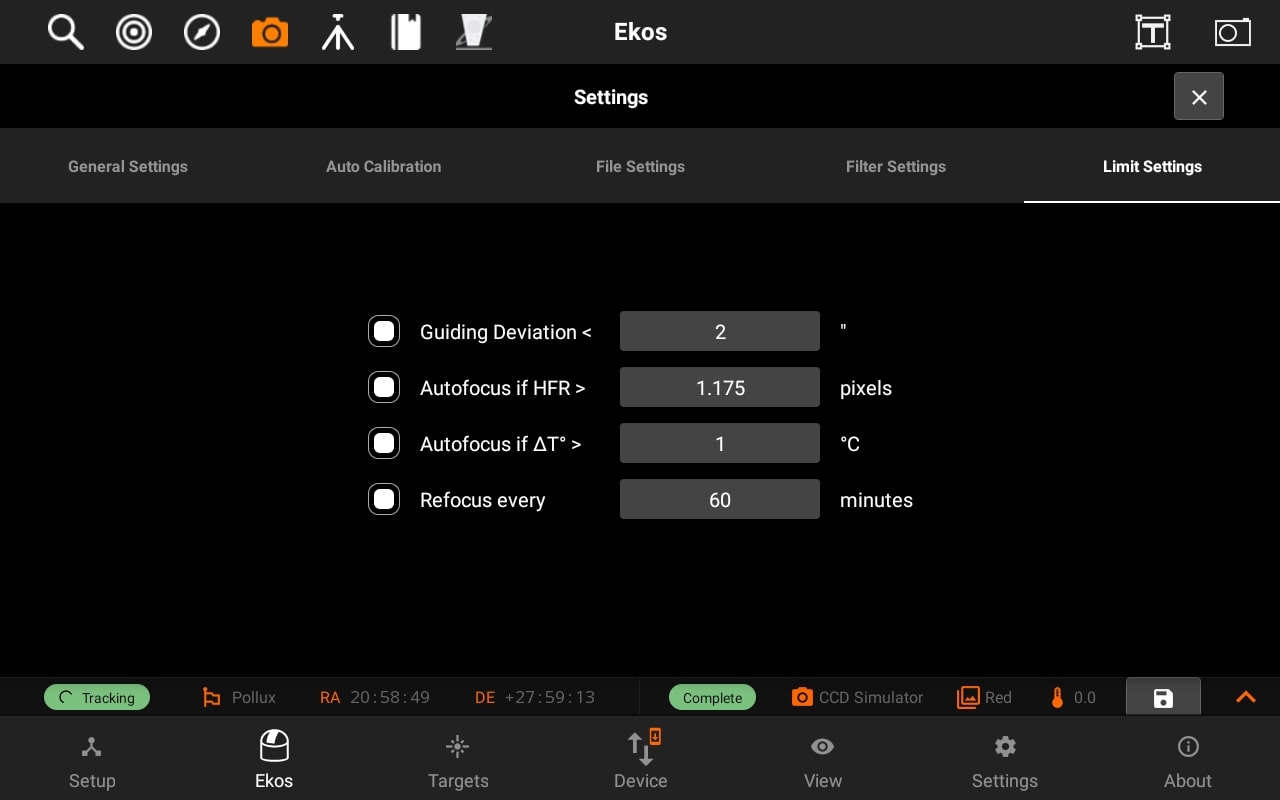 Ekos
Settings
General Settings Auto Calibration File Settings Filter Settings Limit Settings
Guiding Deviation < 2 "
Autofocus if HFR > 1.175 pixels
Autofocus if ΔT° > 1 °C
Refocus every 60 minutes
Tracking Pollux RA 20:58:49 DE +27:59:13 Complete CCD Simulator Red 0.0
Setup Ekos Targets Device View Settings About